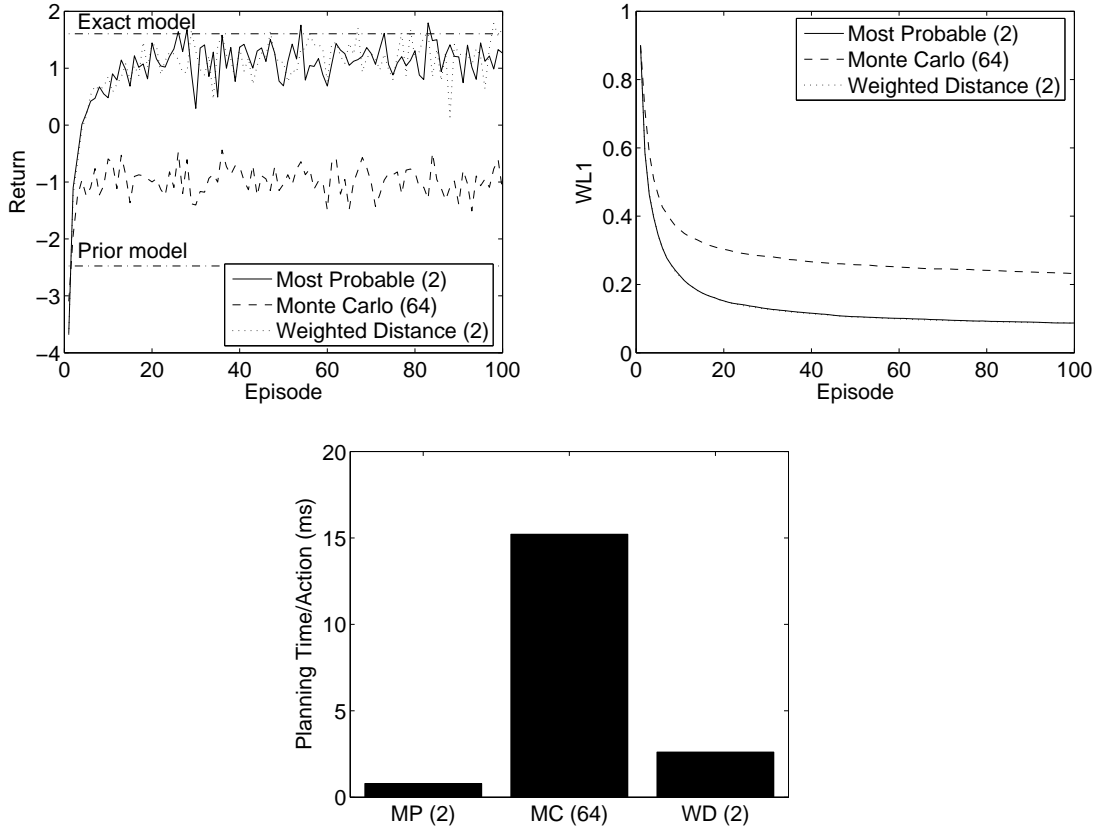 Exact model
Prior model
Most Probable (2)
Monte Carlo (64)
Weighted Distance (2)
2
1
0
−1
−2
−3
−4
0
20
40
60
80
100
Return
Episode
Most Probable (2)
Monte Carlo (64)
Weighted Distance (2)
1
0.8
0.6
0.4
0.2
0
0
20
40
60
80
100
WL1
Episode
20
15
10
5
0
Planning Time/Action (ms)
MP (2)
MC (64)
WD (2)